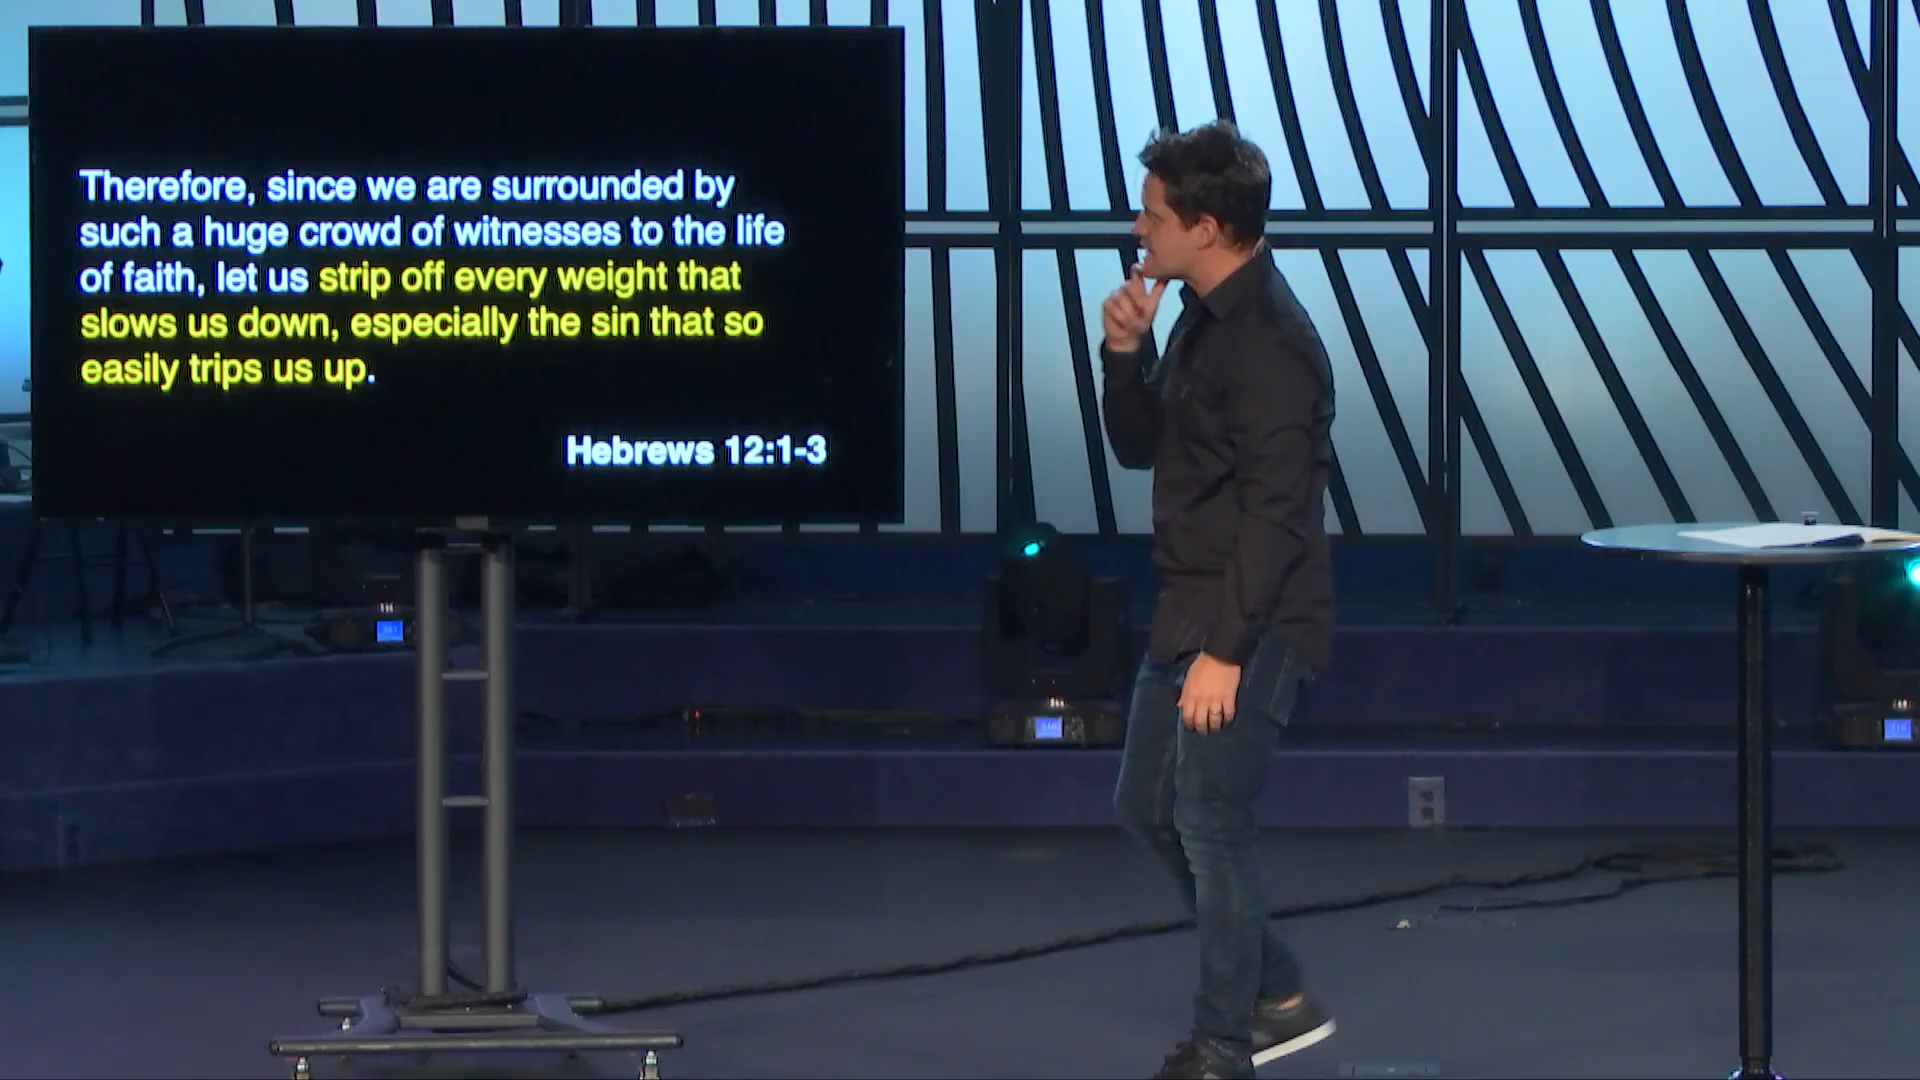 Therefore, since we are surrounded by
such a huge crowd of witnesses to the life
of faith, let us strip off every weight that
slows us down, especially the sin that so
easily trips us up.
Hebrews 12:1-3